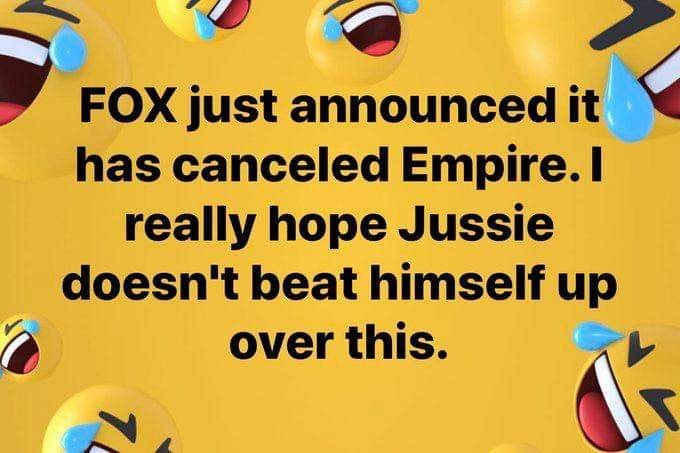 FOX just announced it
has canceled Empire. I
really hope Jussie
doesn't beat himself up
over this.